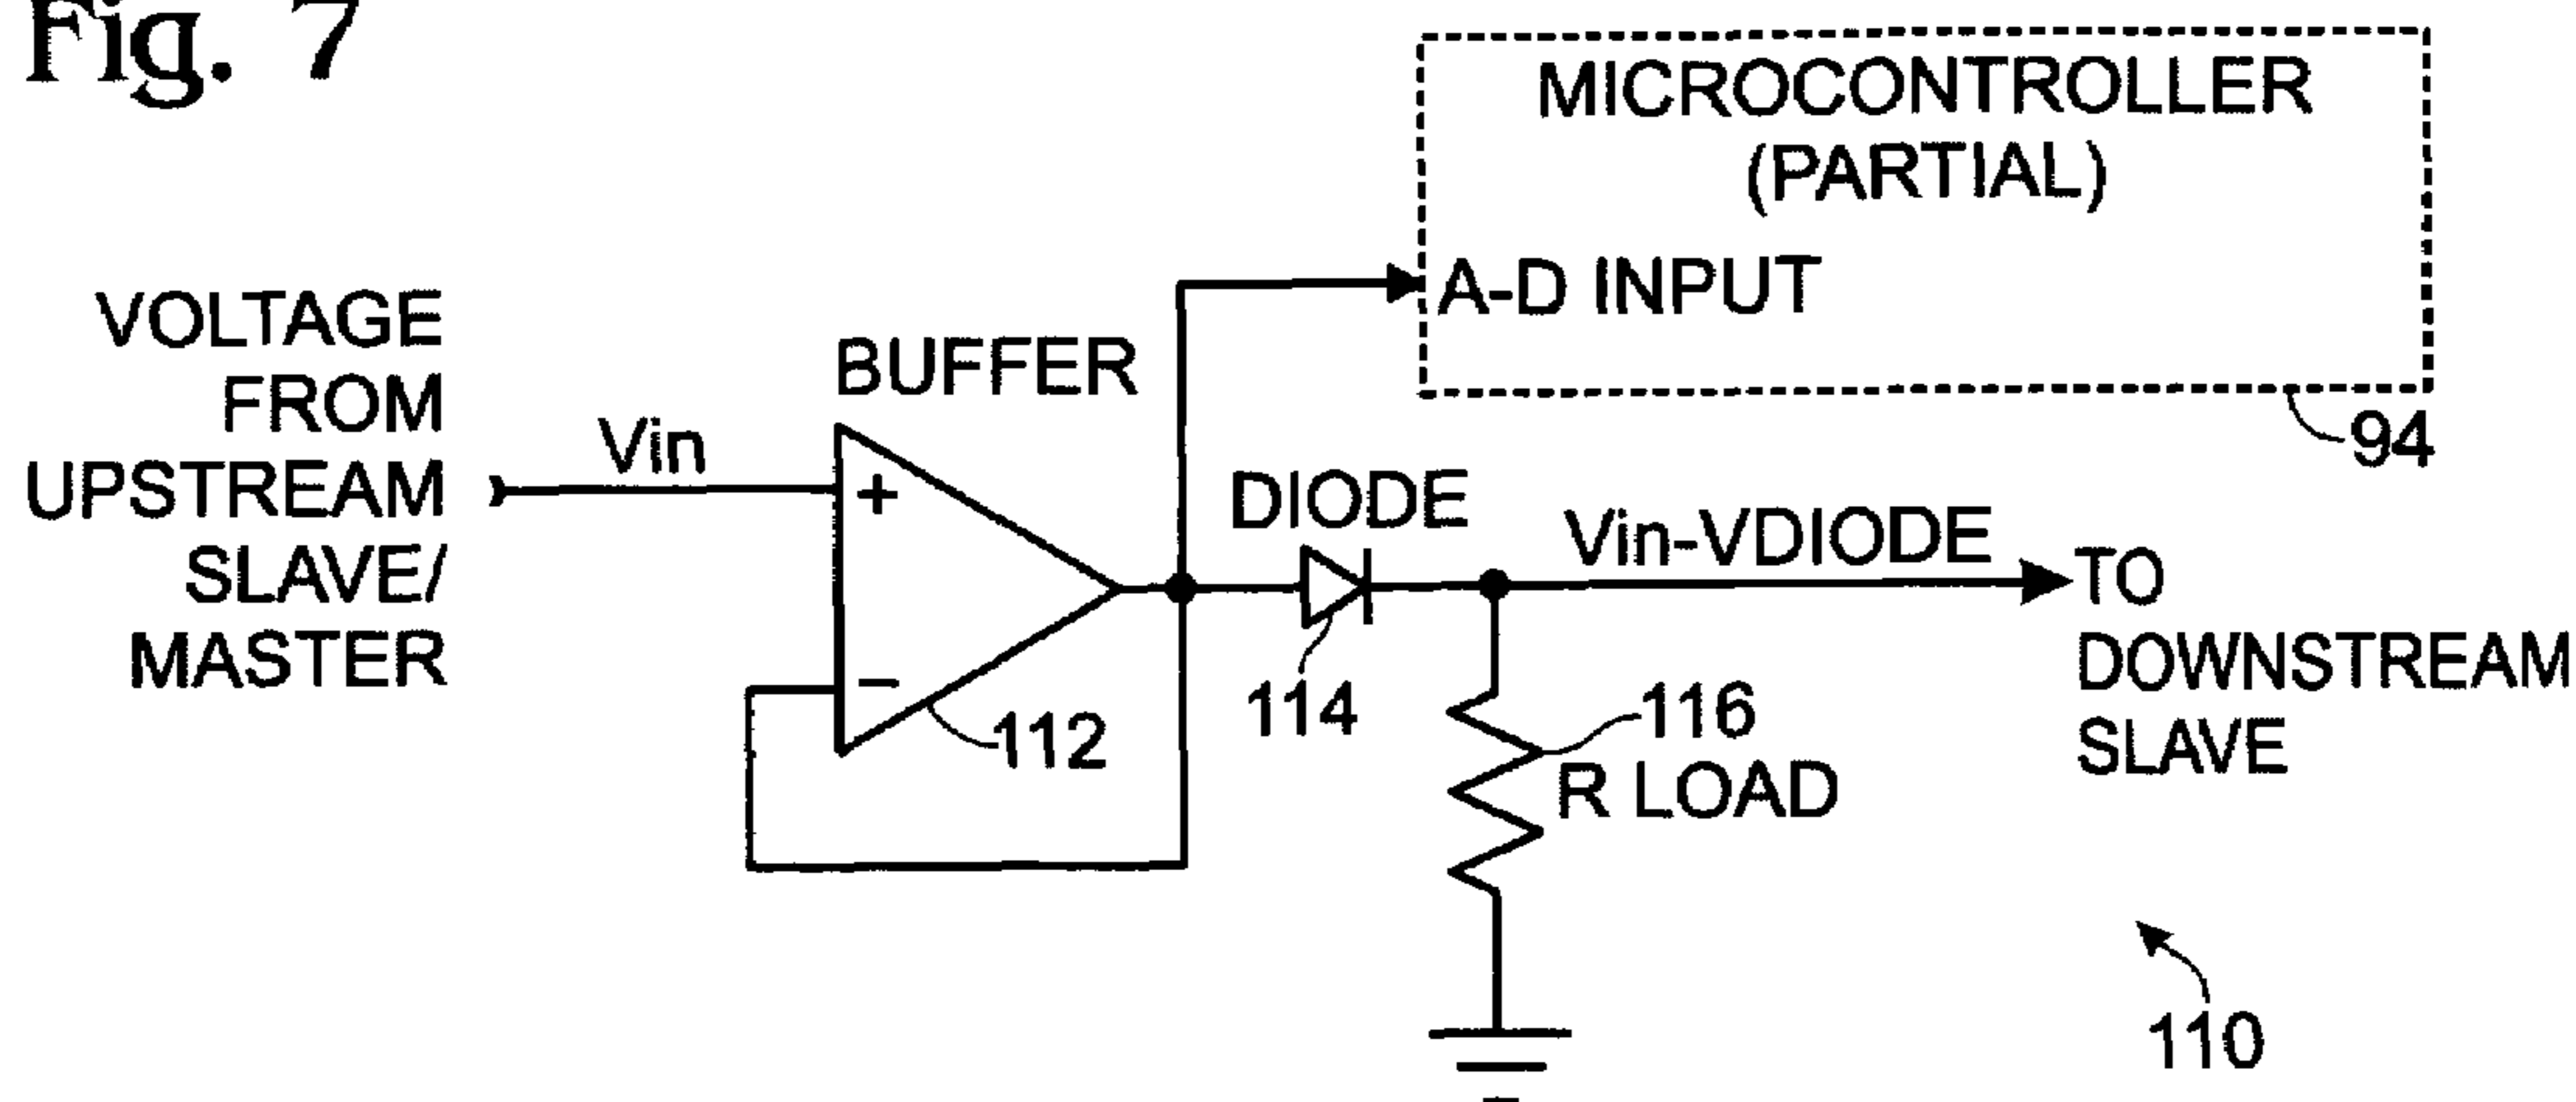 Fig. 7
MICROCONTROLLER
(PARTIAL)
A-D INPUT
94
VOLTAGE
FROM
UPSTREAM
SLAVE/
MASTER
Vin
BUFFER
+
−
112
DIODE
114
Vin-VDIODE
TO
DOWNSTREAM
SLAVE
116
R LOAD
110